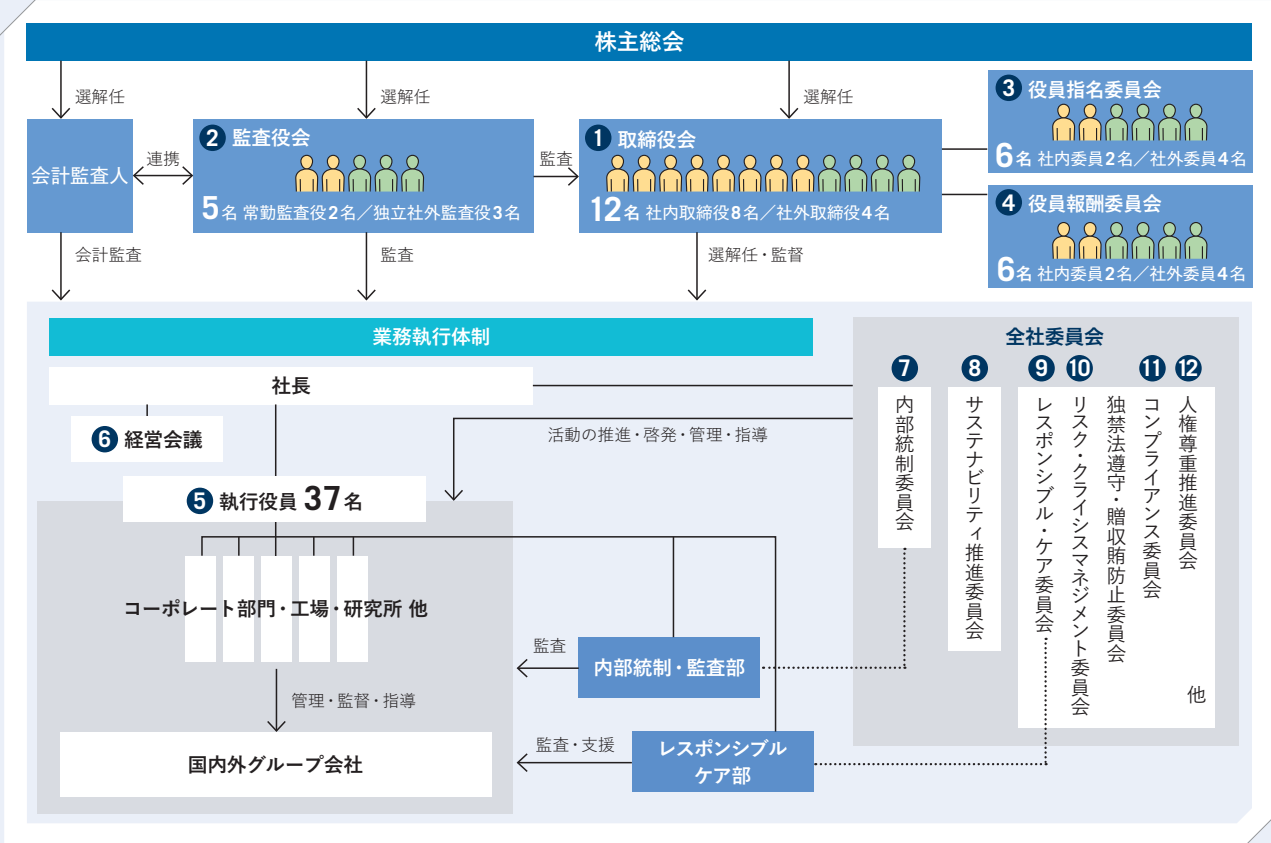 株主総会
選解任
選解任
選解任
会計監査人
連携
❷ 監査役会
5名 常勤監査役2名／独立社外監査役3名
監査
❶ 取締役会
12名 社内取締役8名／社外取締役4名
❸ 役員指名委員会
6名 社内委員2名／社外委員4名
❹ 役員報酬委員会
6名 社内委員2名／社外委員4名
会計監査
監査
選解任・監督
業務執行体制
社長
❻ 経営会議
活動の推進・啓発・管理・指導
❺ 執行役員 37名
コーポレート部門・工場・研究所 他
管理・監督・指導
国内外グループ会社
監査
内部統制・監査部
監査・支援
レスポンシブル
ケア部
全社委員会
❼ 内部統制委員会
❽ サステナビリティ推進委員会
❾ レスポンシブル・ケア委員会
❿ リスク・クライシスマネジメント委員会
独禁法遵守・贈収賄防止委員会
⓫ コンプライアンス委員会
⓬ 人権尊重推進委員会
他